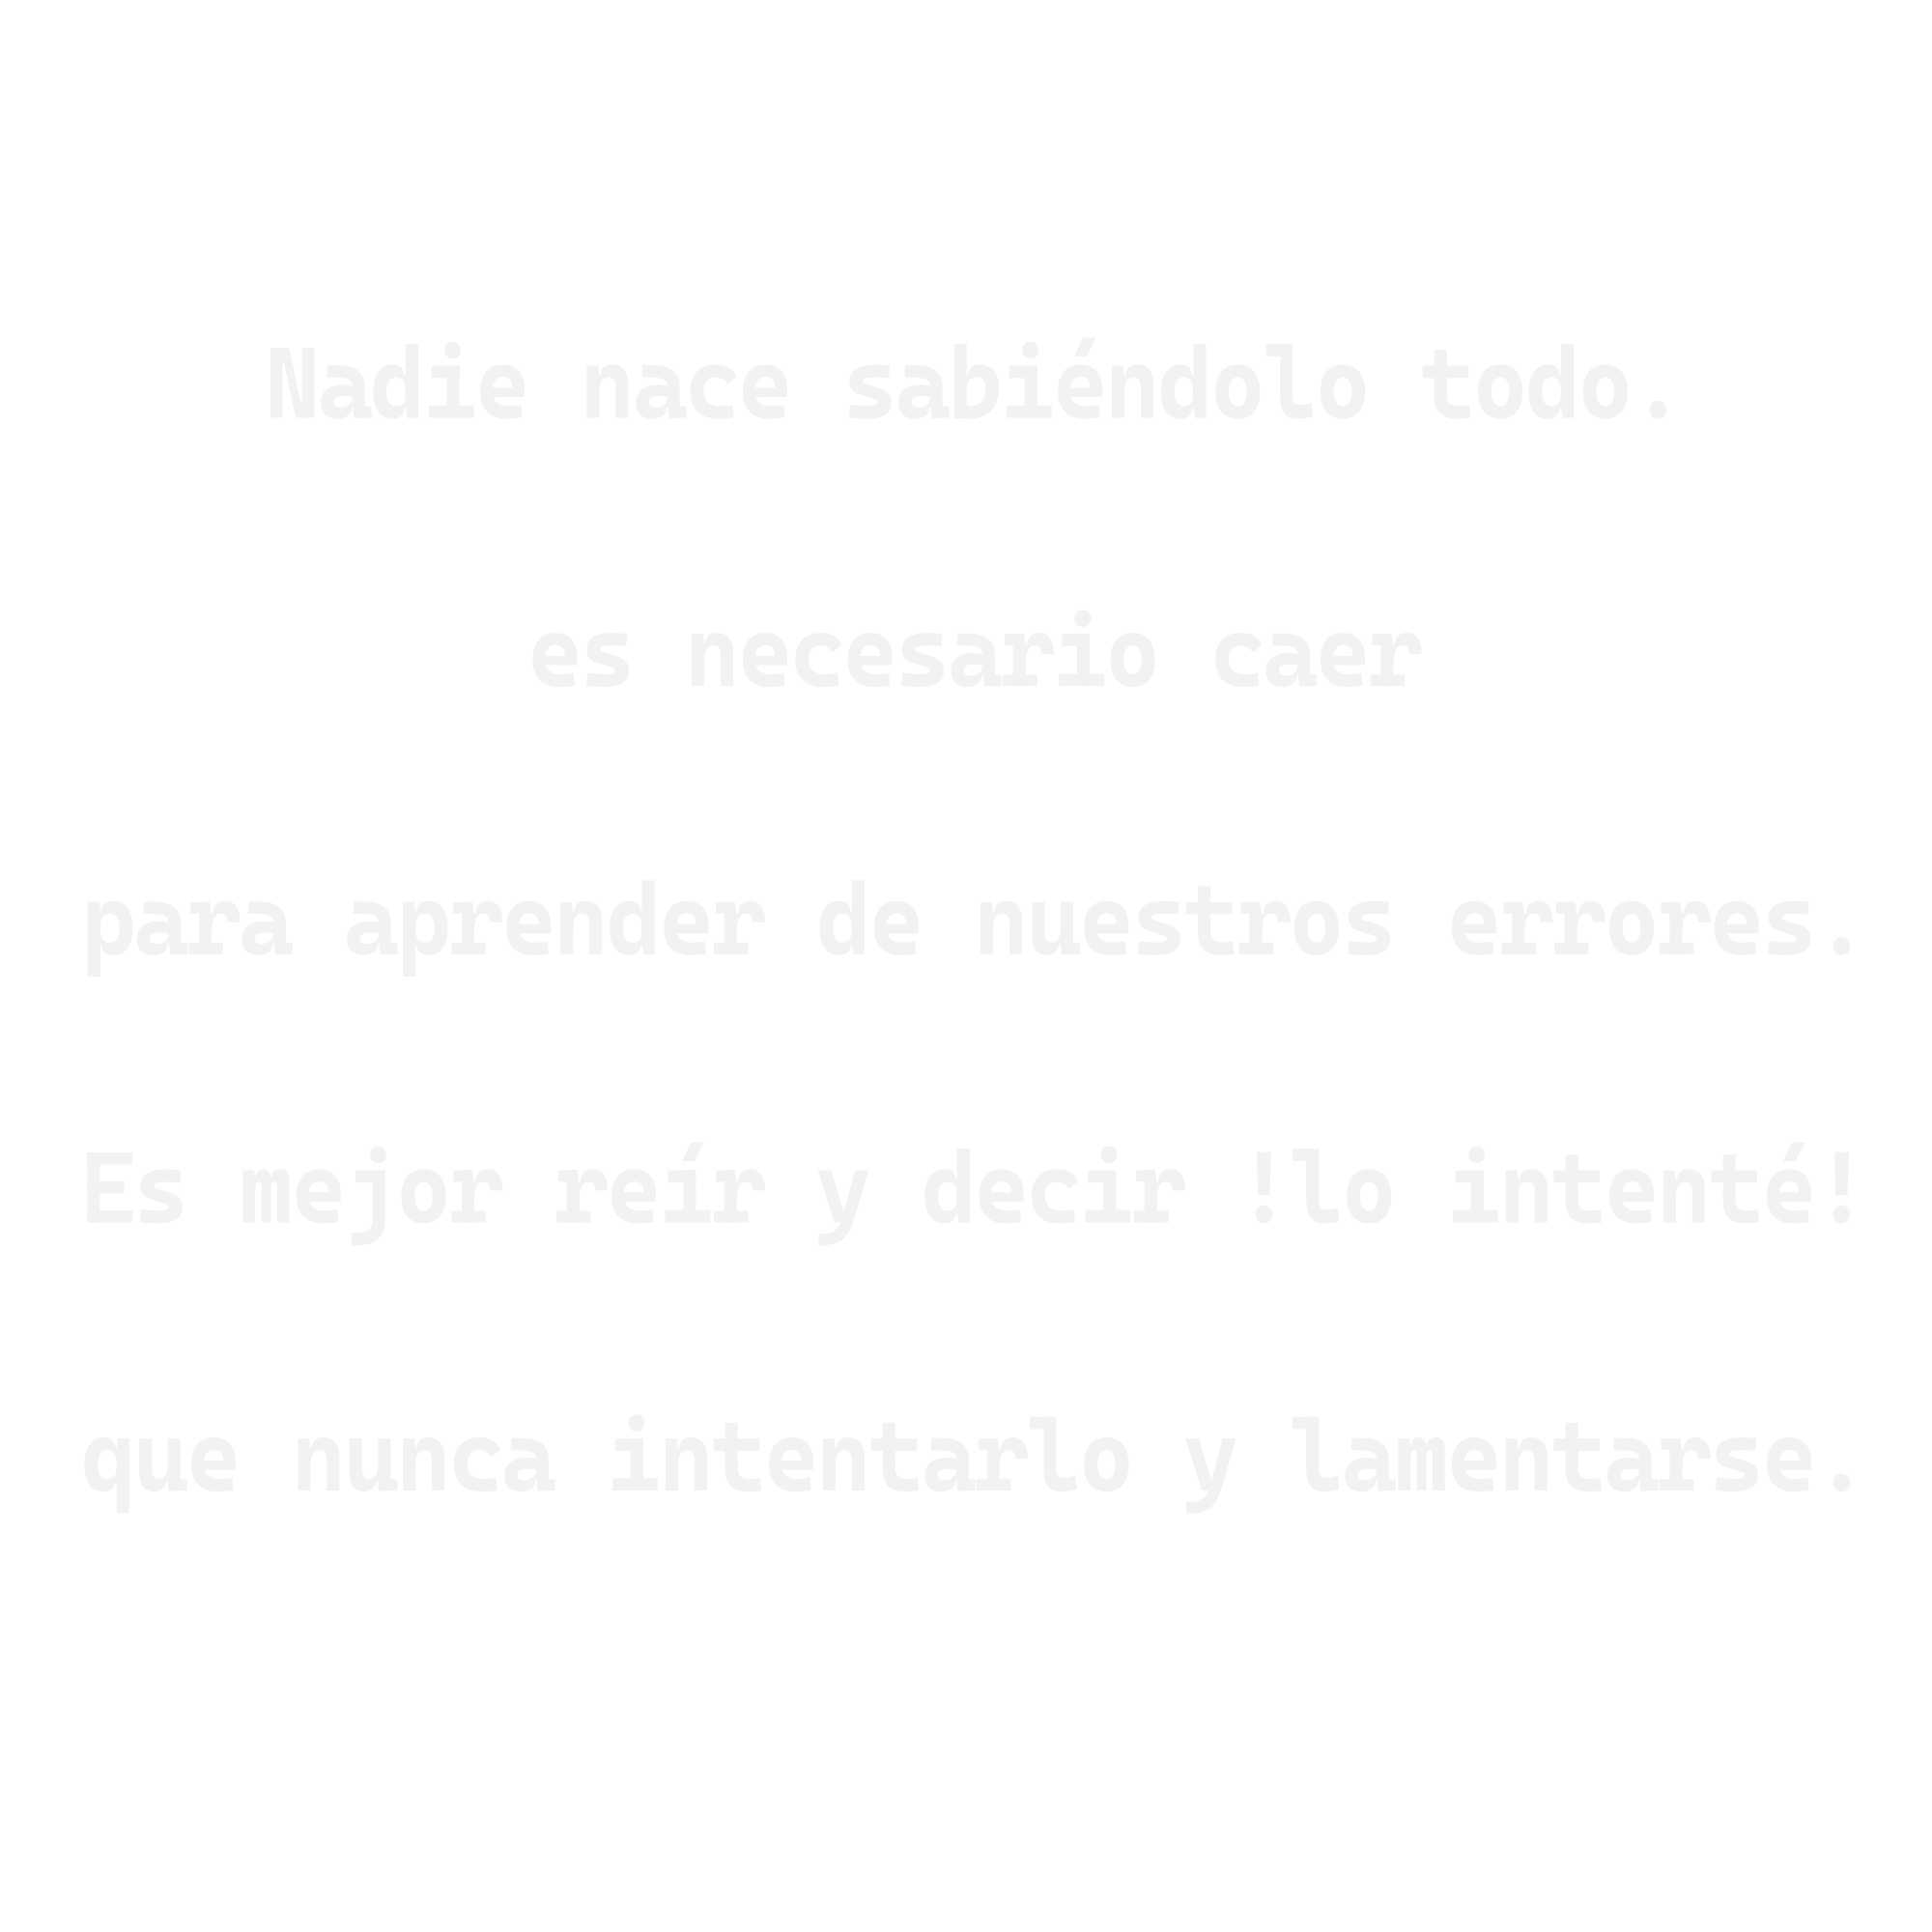 Nadie nace sabiéndolo todo.
es necesario caer
para aprender de nuestros errores.
Es mejor reír y decir !lo intenté!
que nunca intentarlo y lamentarse.